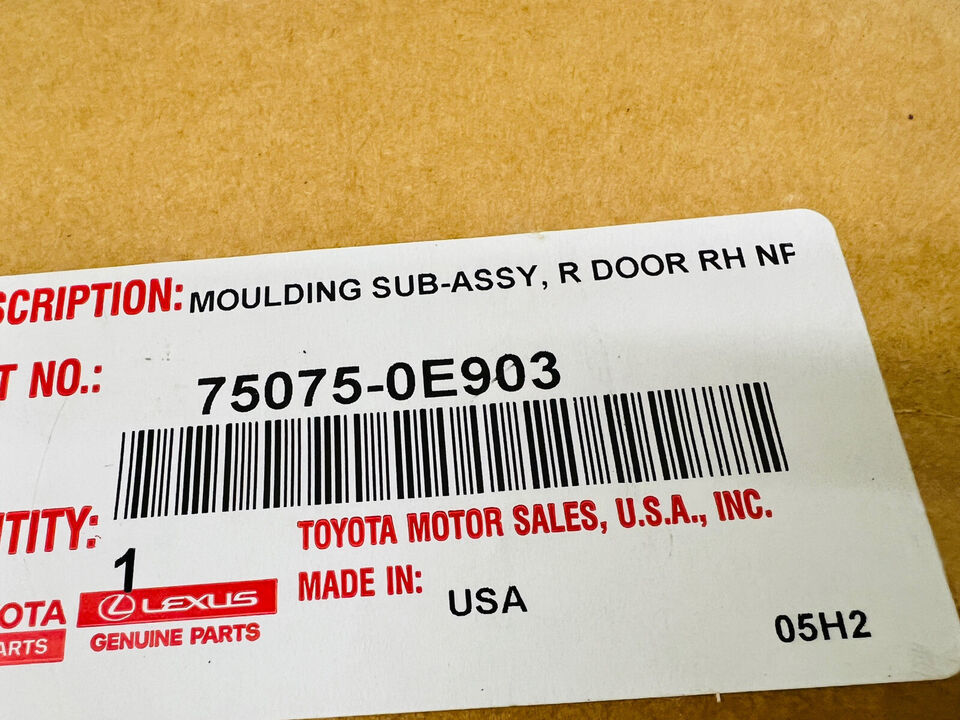 SCRIPTION: MOULDING SUB-ASSY, R DOOR RH NF
T NO.: 75075-0E903
NTITY: 1
TOYOTA MOTOR SALES, U.S.A., INC.
MADE IN: USA
OTA LEXUS
ARTS GENUINE PARTS
05H2